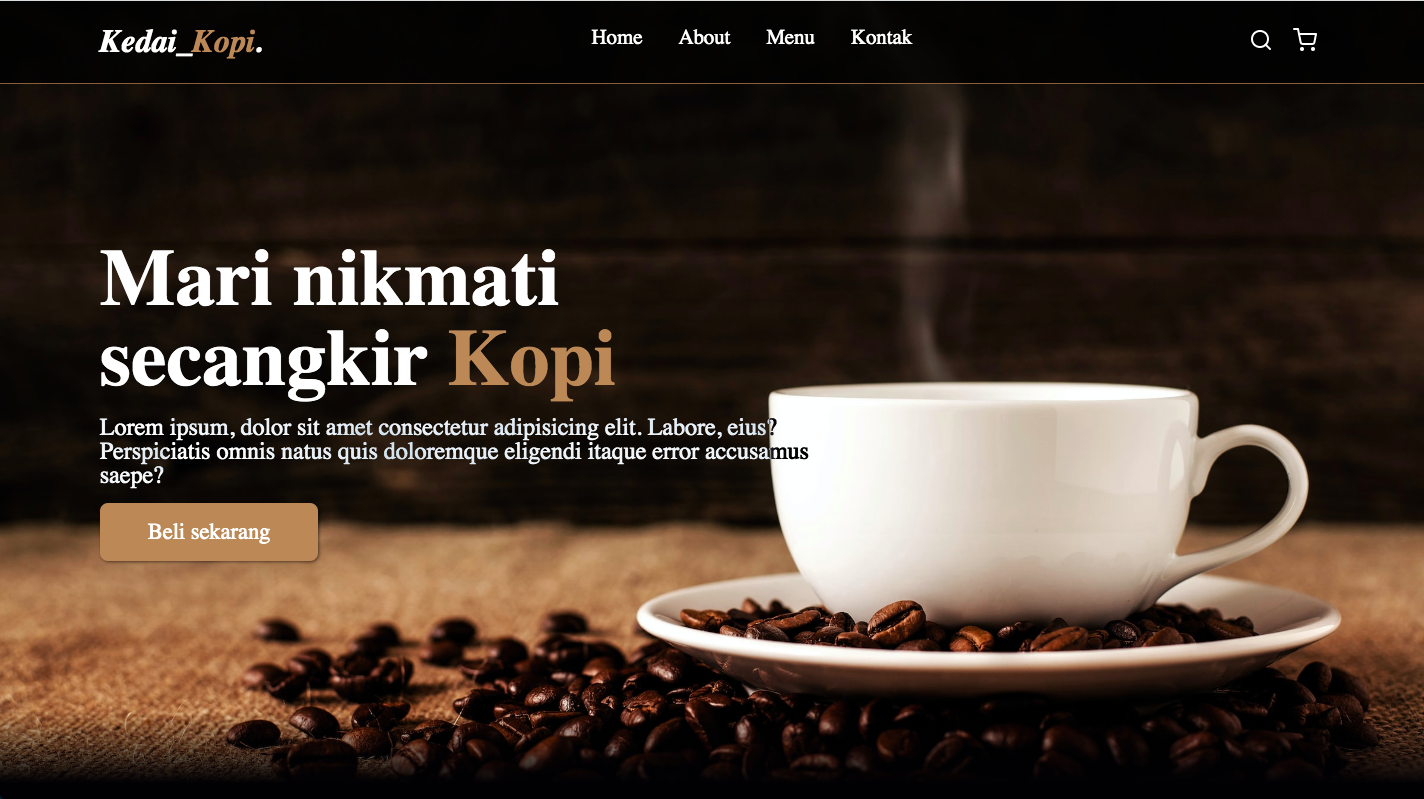 Kedai_Kopi.
Home About Menu Kontak
Mari nikmati
secangkir Kopi
Lorem ipsum, dolor sit amet consectetur adipisicing elit. Labore, eius?
Perspiciatis omnis natus quis doloremque eligendi itaque error accusamus
saepe?
Beli sekarang